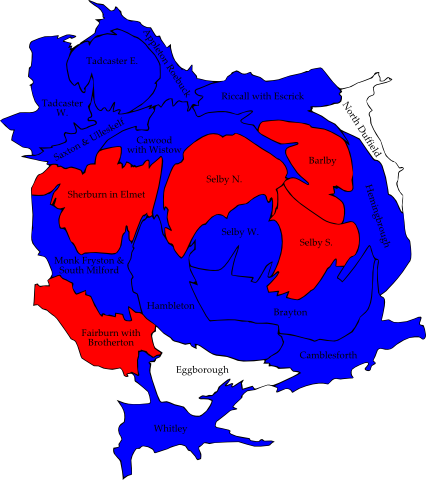 Appleton Roebuck
Tadcaster E.
Riccall with Escrick
Tadcaster
W.
North Duffield
Saxton & Ulleskelf
Cawood
with Wistow
Barlby
Selby N.
Sherburn in Elmet
Hemingbrough
Selby W.
Selby S.
Monk Fryston &
South Milford
Hambleton
Brayton
Fairburn with
Brotherton
Camblesforth
Eggborough
Whitley